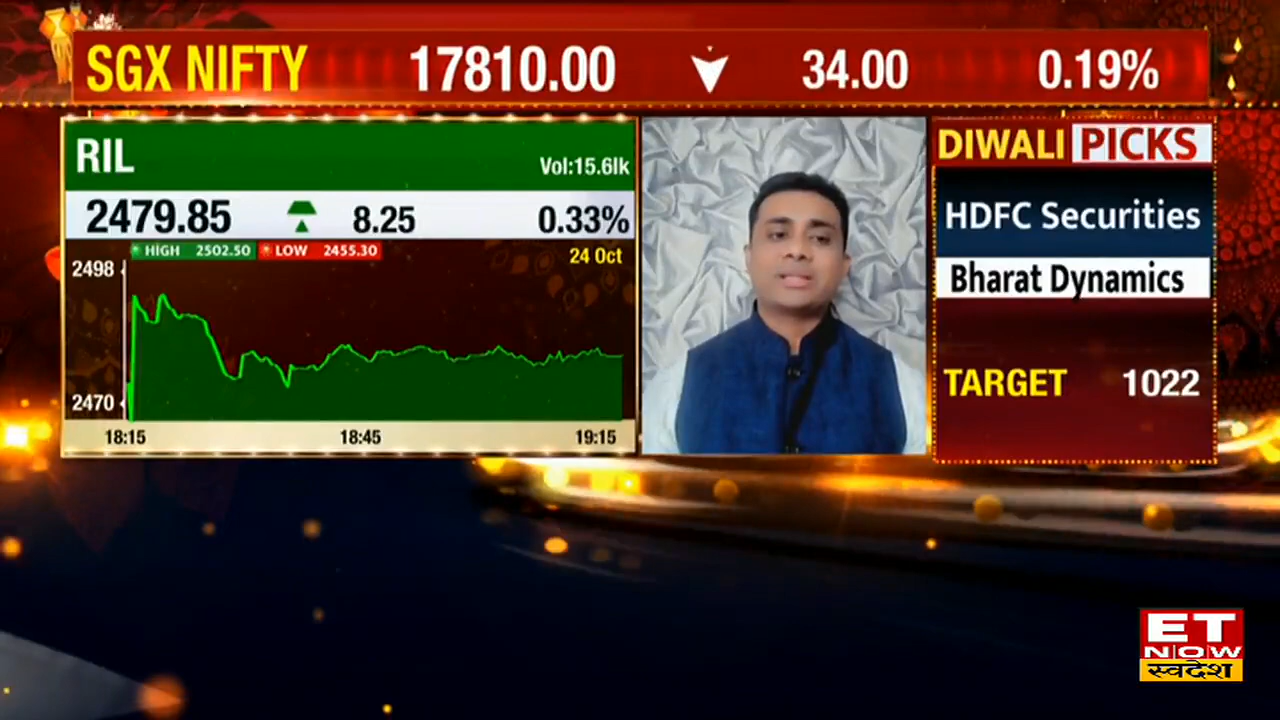 SGX NIFTY 17810.00 34.00 0.19%
RIL Vol:15.6lk
2479.85 8.25 0.33%
HIGH 2502.50 LOW 2455.30 24 Oct
2498
2470
18:15 18:45 19:15
DIWALI PICKS
HDFC Securities
Bharat Dynamics
TARGET 1022
ET
NOW
स्वदेश